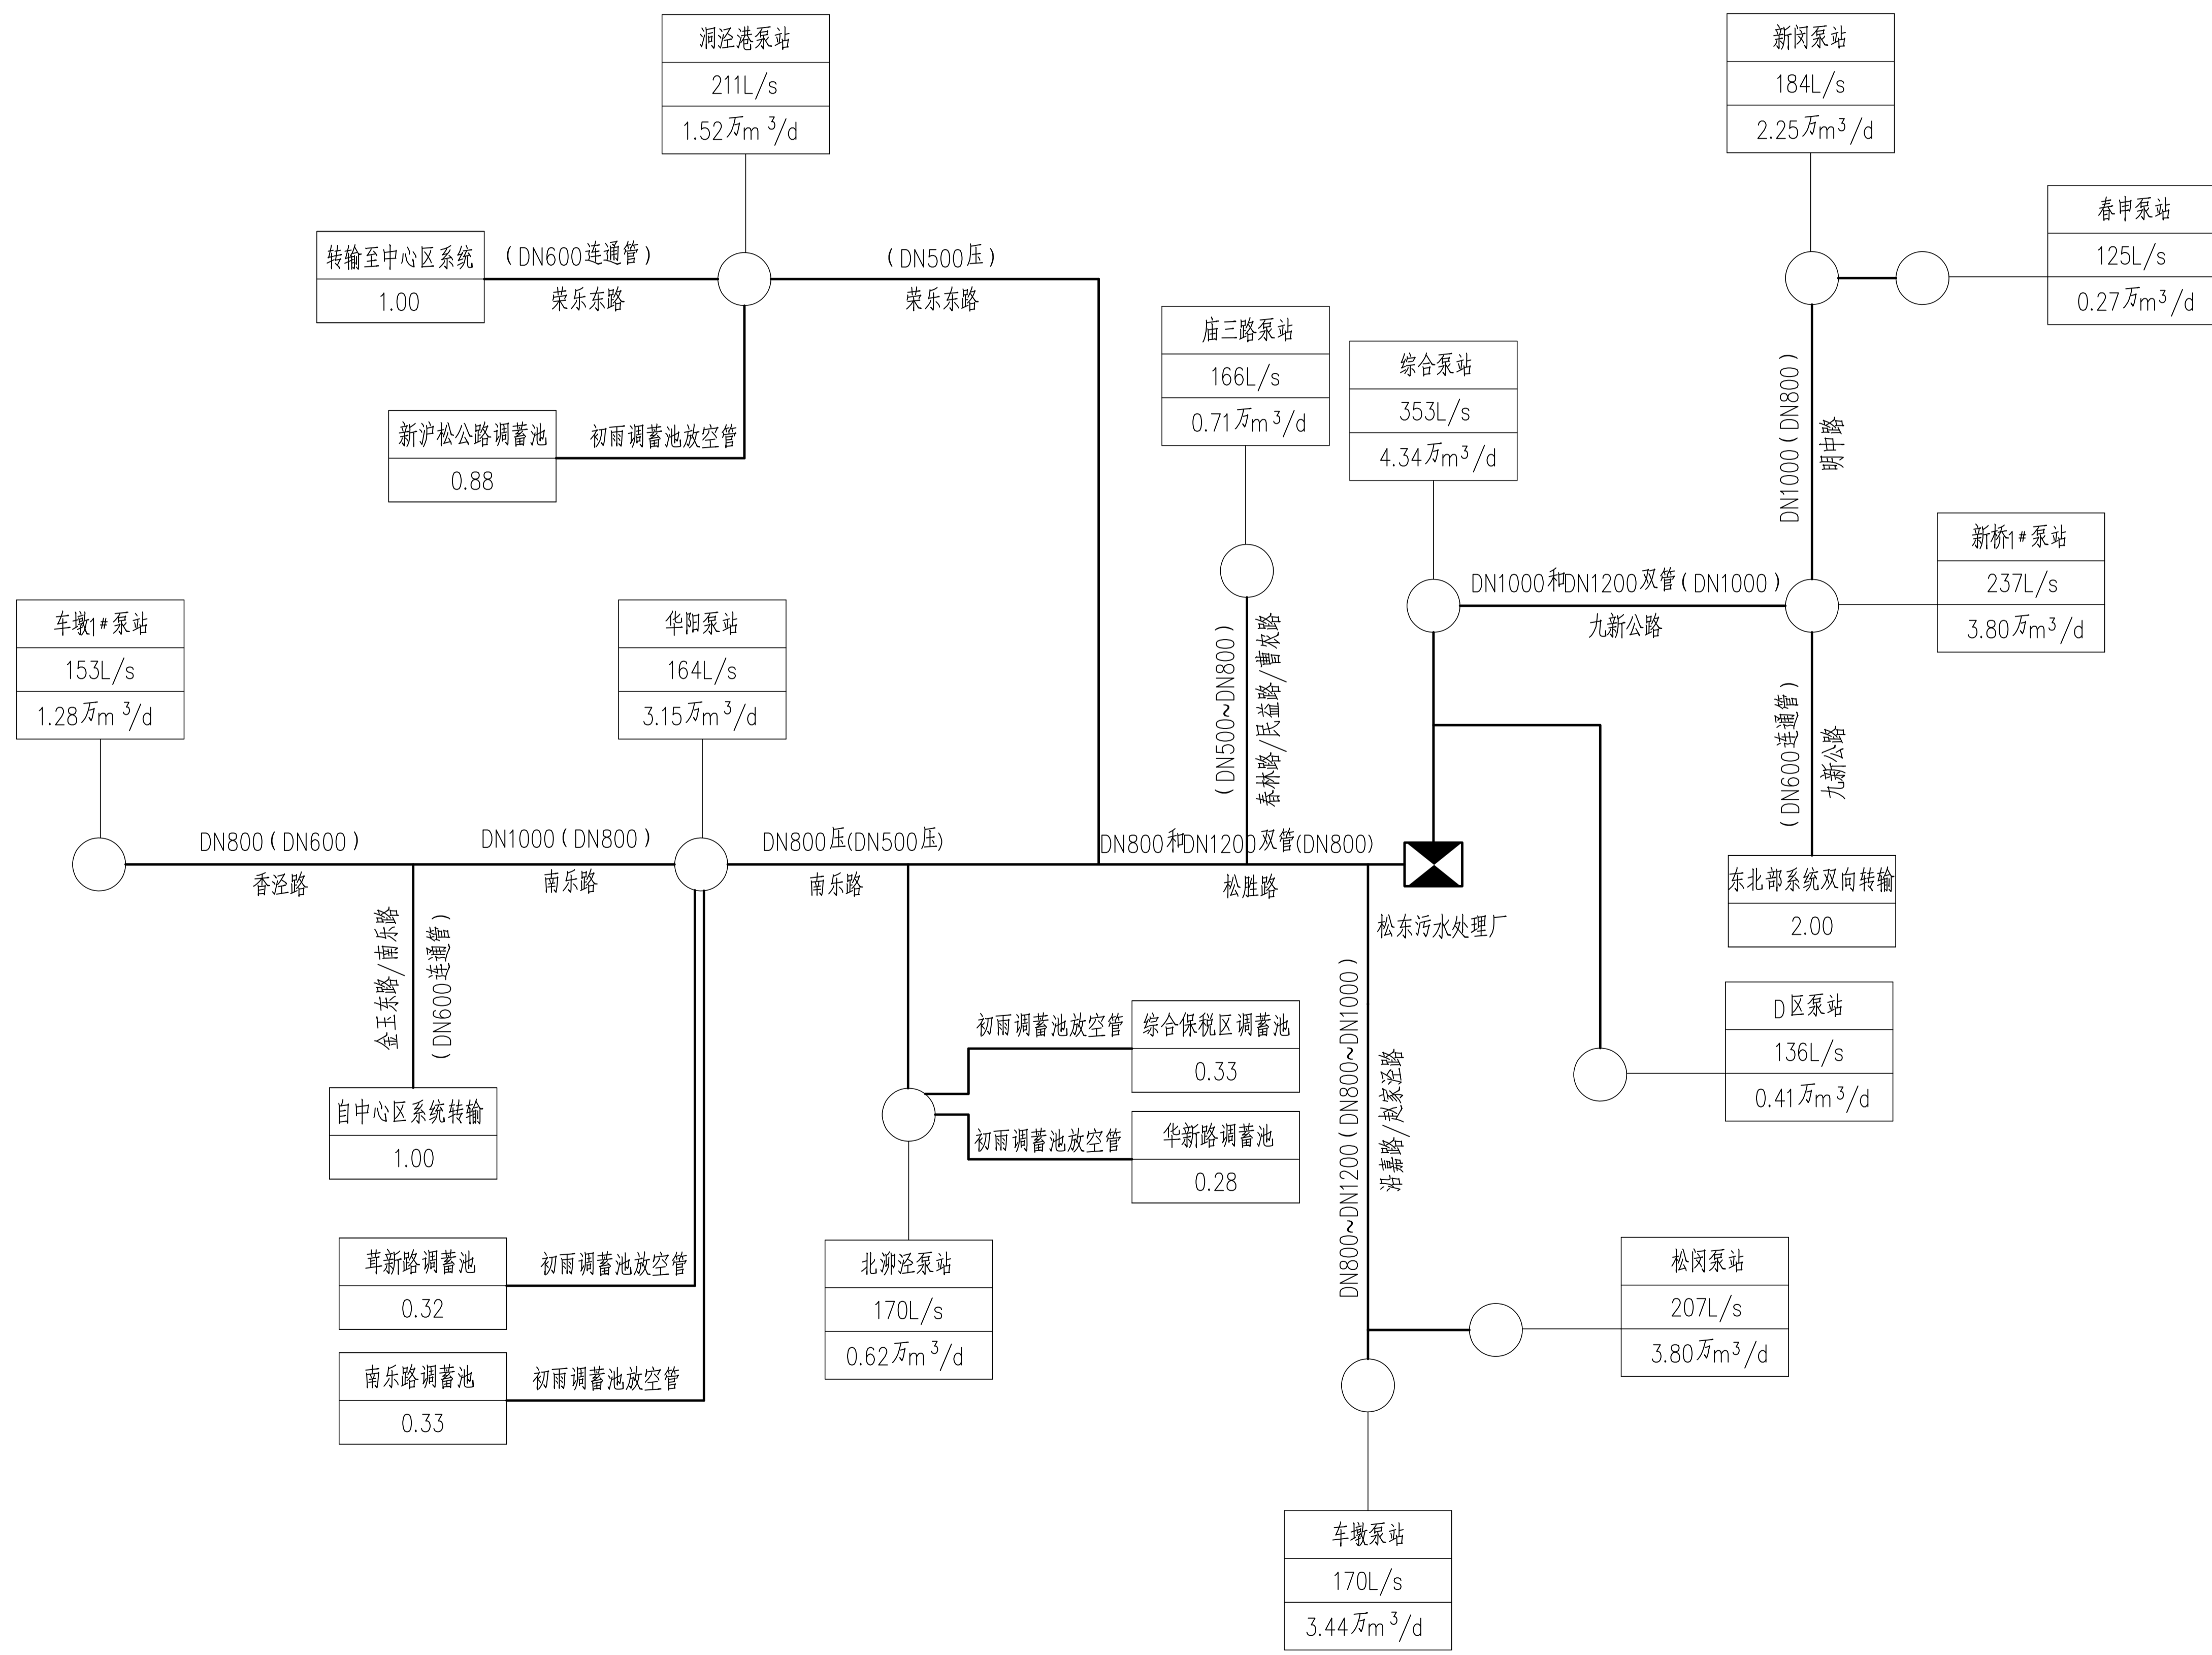 洞泾港泵站
211L/s
1.52万m³/d
新闵泵站
184L/s
2.25万m³/d
春申泵站
125L/s
0.27万m³/d
转输至中心区系统
1.00
(DN600连通管)
荣乐东路
(DN500压)
荣乐东路
庙三路泵站
166L/s
0.71万m³/d
综合泵站
353L/s
4.34万m³/d
DN1000(DN800)
明中路
新沪松公路调蓄池
0.88
初雨调蓄池放空管
新桥1#泵站
237L/s
3.80万m³/d
DN1000和DN1200双管(DN1000)
九新公路
车墩1#泵站
153L/s
1.28万m³/d
华阳泵站
164L/s
3.15万m³/d
(DN500~DN800)
春林路/民益路/曹农路
(DN600连通管)
九新公路
DN800(DN600)
香泾路
DN1000(DN800)
南乐路
DN800压(DN500压)
南乐路
DN800和DN1200双管(DN800)
松胜路
松东污水处理厂
东北部系统双向转输
2.00
金玉东路/南乐路
(DN600连通管)
自中心区系统转输
1.00
初雨调蓄池放空管
综合保税区调蓄池
0.33
初雨调蓄池放空管
华新路调蓄池
0.28
DN800~DN1200(DN800~DN1000)
沿嘉路/赵家泾路
D区泵站
136L/s
0.41万m³/d
茸新路调蓄池
0.32
初雨调蓄池放空管
南乐路调蓄池
0.33
初雨调蓄池放空管
北泖泾泵站
170L/s
0.62万m³/d
松闵泵站
207L/s
3.80万m³/d
车墩泵站
170L/s
3.44万m³/d